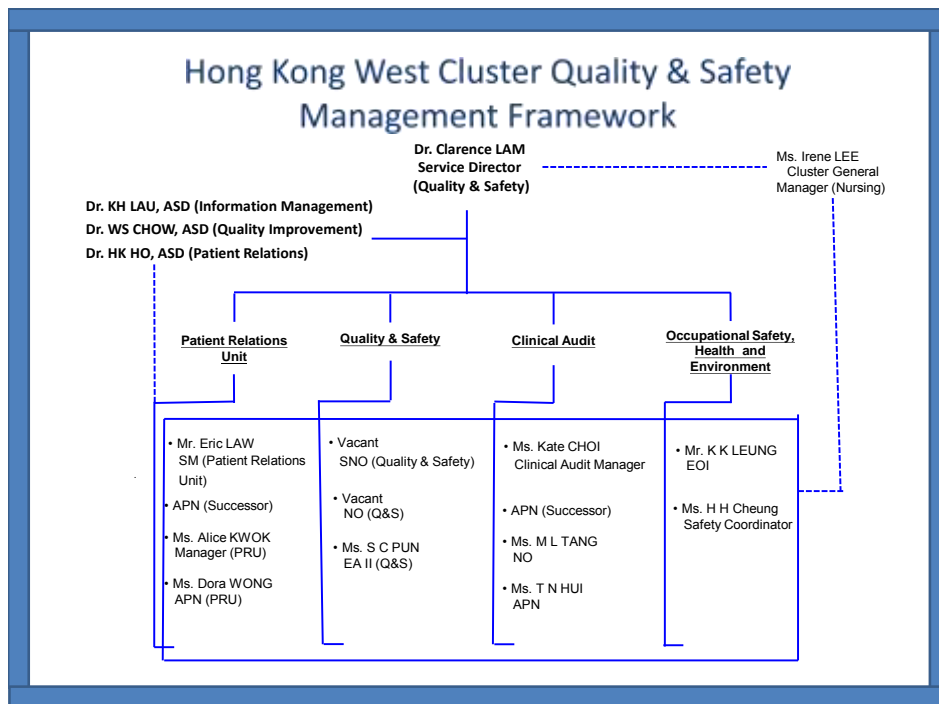 Hong Kong West Cluster Quality & Safety
Management Framework
Dr. Clarence LAM
Service Director
(Quality & Safety)
Ms. Irene LEE
Cluster General
Manager (Nursing)
Dr. KH LAU, ASD (Information Management)
Dr. WS CHOW, ASD (Quality Improvement)
Dr. HK HO, ASD (Patient Relations)
Patient Relations
Unit
Quality & Safety
Clinical Audit
Occupational Safety,
Health and
Environment
• Mr. Eric LAW
SM (Patient Relations
Unit)
• APN (Successor)
• Ms. Alice KWOK
Manager (PRU)
• Ms. Dora WONG
APN (PRU)
• Vacant
SNO (Quality & Safety)
• Vacant
NO (Q&S)
• Ms. S C PUN
EA II (Q&S)
• Ms. Kate CHOI
Clinical Audit Manager
• APN (Successor)
• Ms. M L TANG
NO
• Ms. T N HUI
APN
• Mr. K K LEUNG
EOI
• Ms. H H Cheung
Safety Coordinator